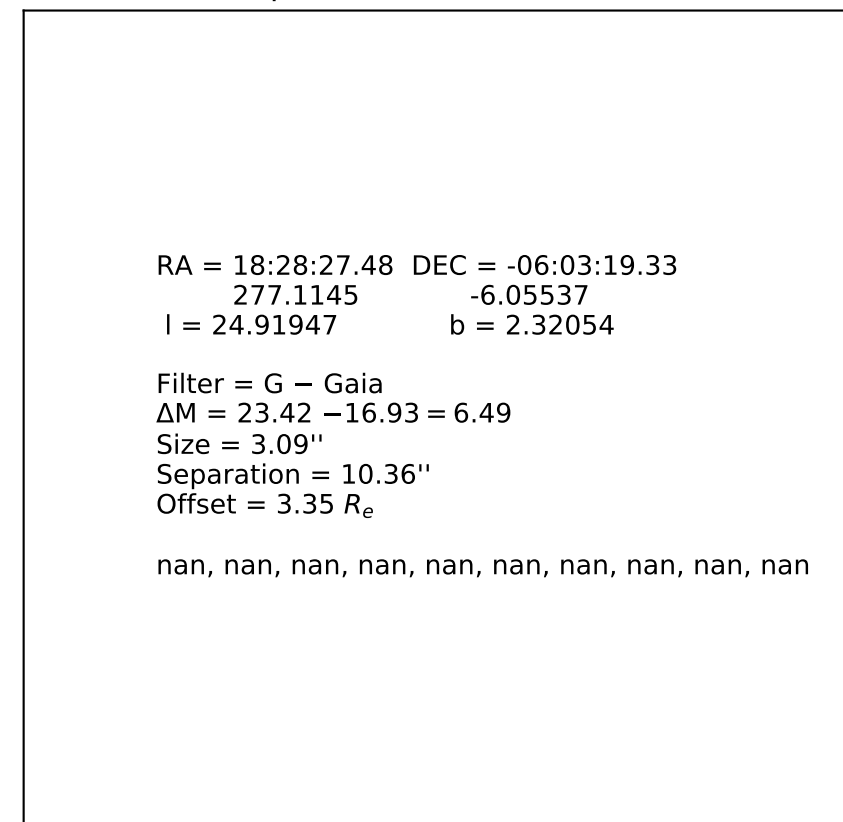 RA = 18:28:27.48 DEC = -06:03:19.33
277.1145 -6.05537
l = 24.91947 b = 2.32054
Filter = G − Gaia
ΔM = 23.42 −16.93 = 6.49
Size = 3.09''
Separation = 10.36''
Offset = 3.35 Rₑ
nan, nan, nan, nan, nan, nan, nan, nan, nan, nan